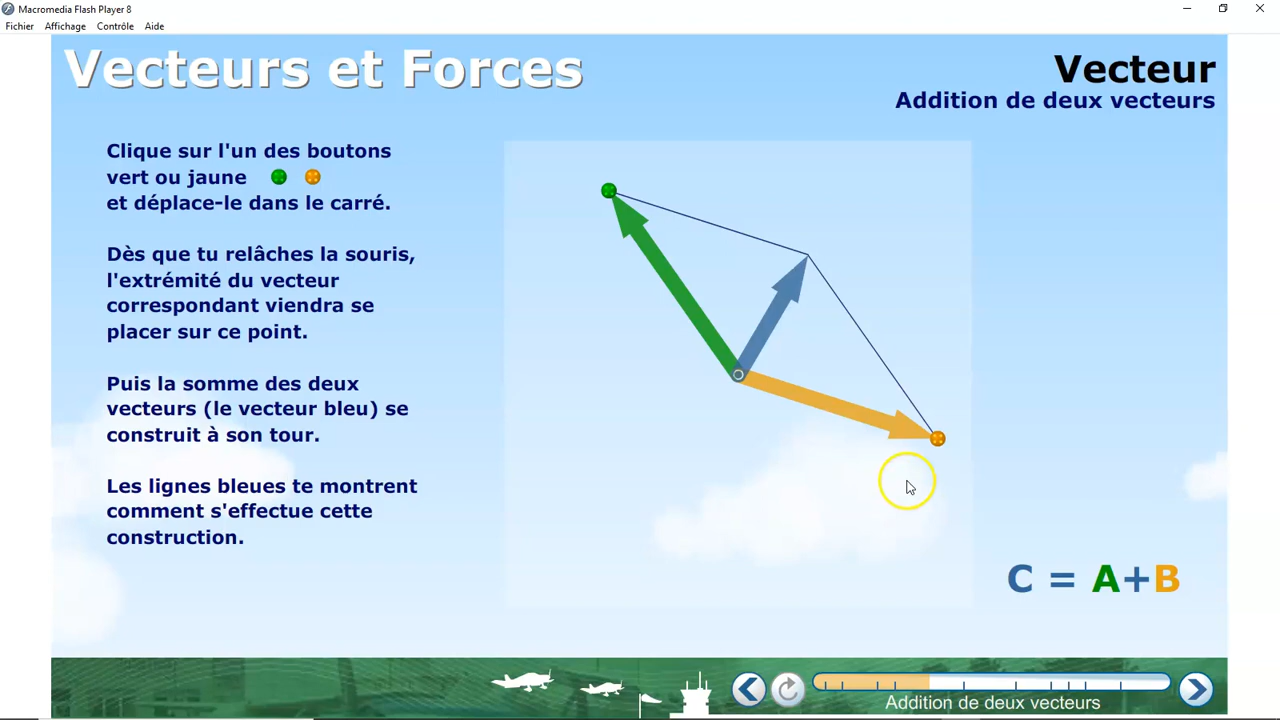 Macromedia Flash Player 8
Fichier Affichage Contrôle Aide
Vecteurs et Forces
Vecteur
Addition de deux vecteurs
Clique sur l'un des boutons
vert ou jaune
et déplace-le dans le carré.
Dès que tu relâches la souris,
l'extrémité du vecteur
correspondant viendra se
placer sur ce point.
Puis la somme des deux
vecteurs (le vecteur bleu) se
construit à son tour.
Les lignes bleues te montrent
comment s'effectue cette
construction.
C = A+B
Addition de deux vecteurs